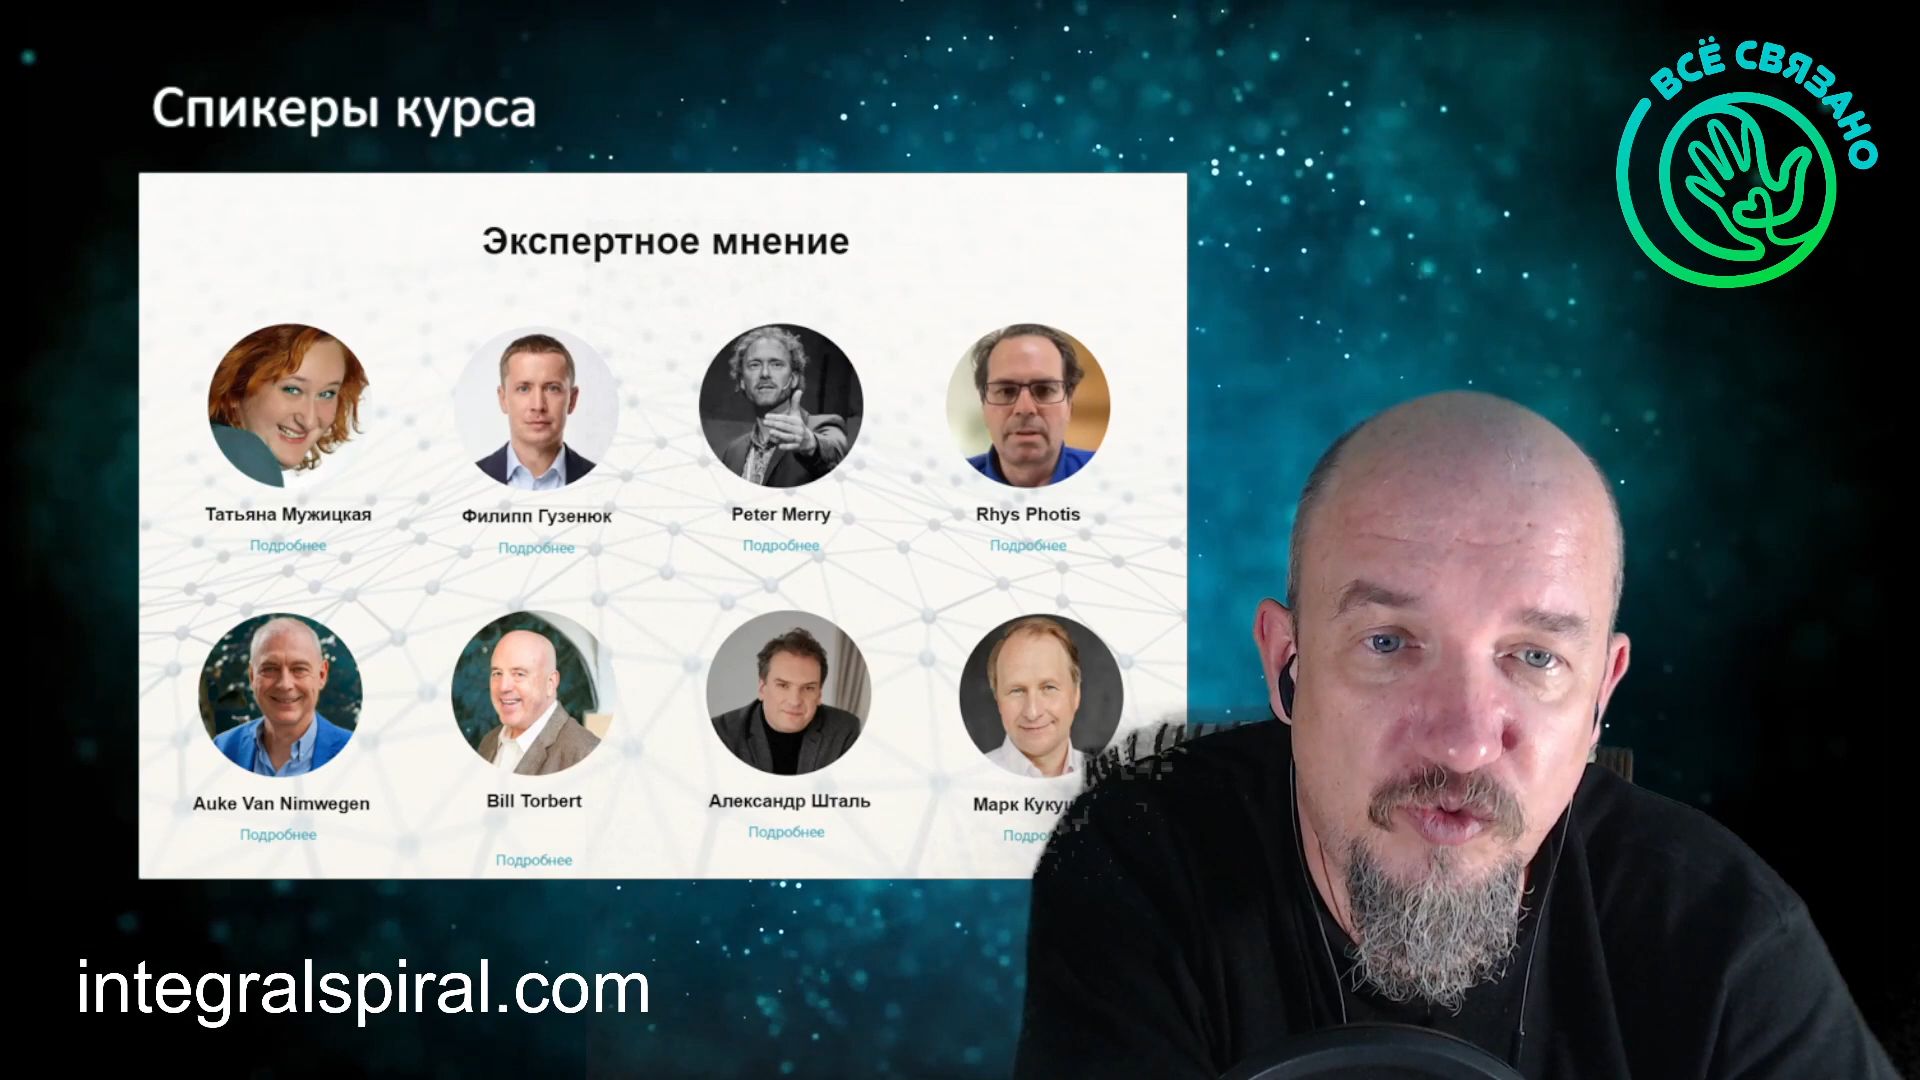 ВСЁ СВЯЗАНО
Спикеры курса
Экспертное мнение
Татьяна Мужицкая
Филипп Гузенюк
Peter Merry
Rhys Photis
Подробнее
Подробнее
Подробнее
Подробнее
Auke Van Nimwegen
Bill Torbert
Александр Шталь
Марк
Подробнее
Подробнее
Подробнее
integralspiral.com